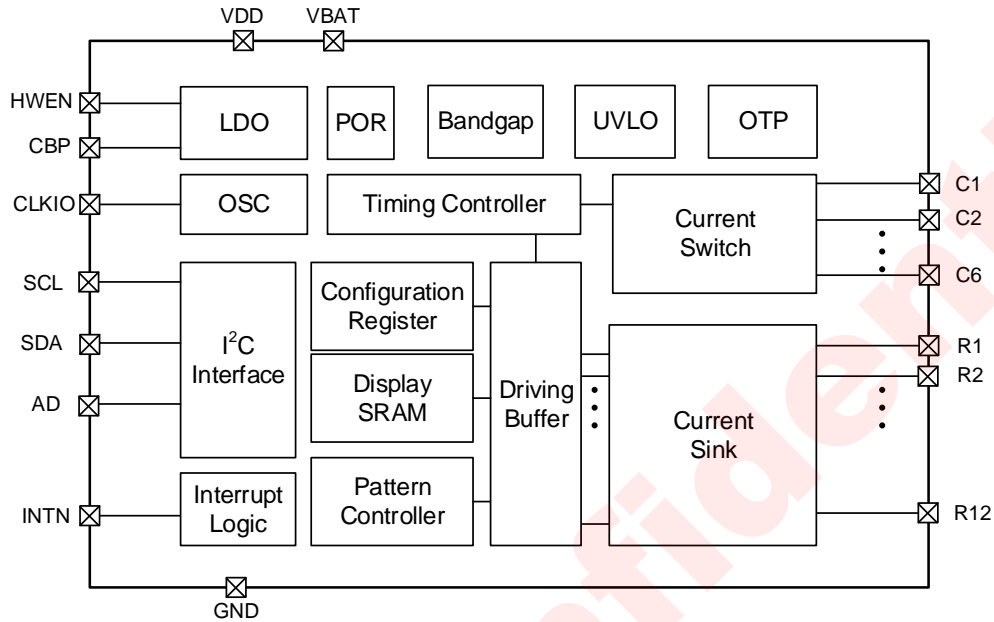 VDD
VBAT
HWEN
LDO
POR
Bandgap
UVLO
OTP
CBP
CLKIO
OSC
Timing Controller
Current
Switch
C1
C2
C6
SCL
SDA
AD
I²C
Interface
Configuration
Register
Display
SRAM
Driving
Buffer
Current
Sink
R1
R2
R12
INTN
Interrupt
Logic
Pattern
Controller
GND
fidenti